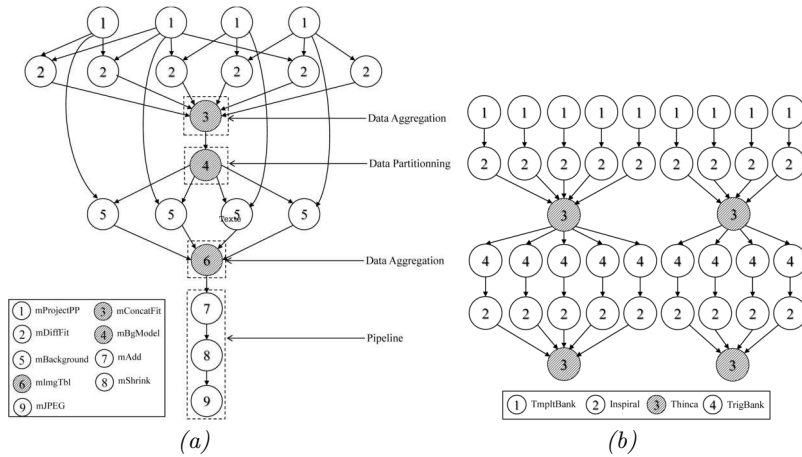 1 1 1 1
2 2 2 2 2 2
3 Data Aggregation
4 Data Partitionning
5 5 5 5
Texte
6 Data Aggregation
7
Pipeline
8
9
1 mProjectPP 3 mConcatFit
2 mDiffFit 4 mBgModel
5 mBackground 7 mAdd
6 mImgTbl 8 mShrink
9 mJPEG
(a)
1 1 1 1 1 1 1 1
2 2 2 2 2 2 2 2
3 3
4 4 4 4 4 4 4 4
2 2 2 2 2 2 2 2
3 3
1 TmpltBank 2 Inspiral 3 Thinca 4 TrigBank
(b)